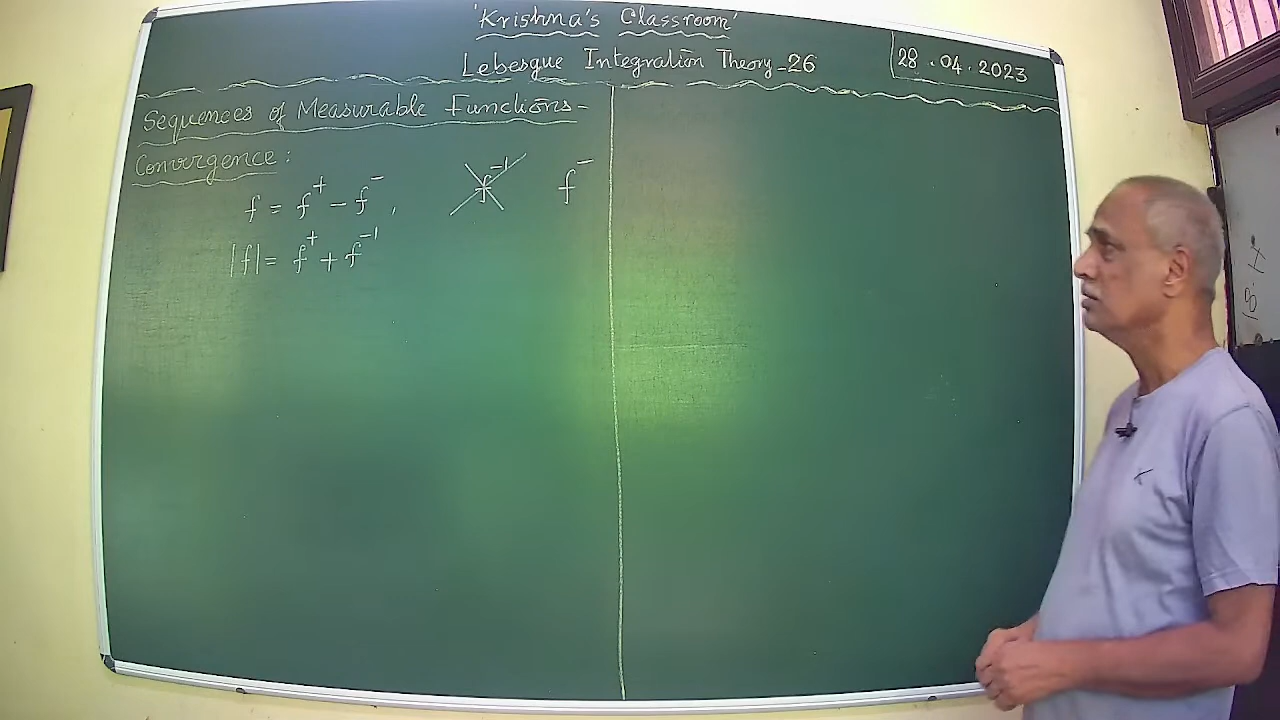 'Krishna's Classroom'
Lebesgue Integration Theory-26
28.04.2023
Sequences of Measurable Functions-
Convergence:
f = f⁺ - f⁻,
f⁻¹
f⁻
|f| = f⁺ + f⁻¹